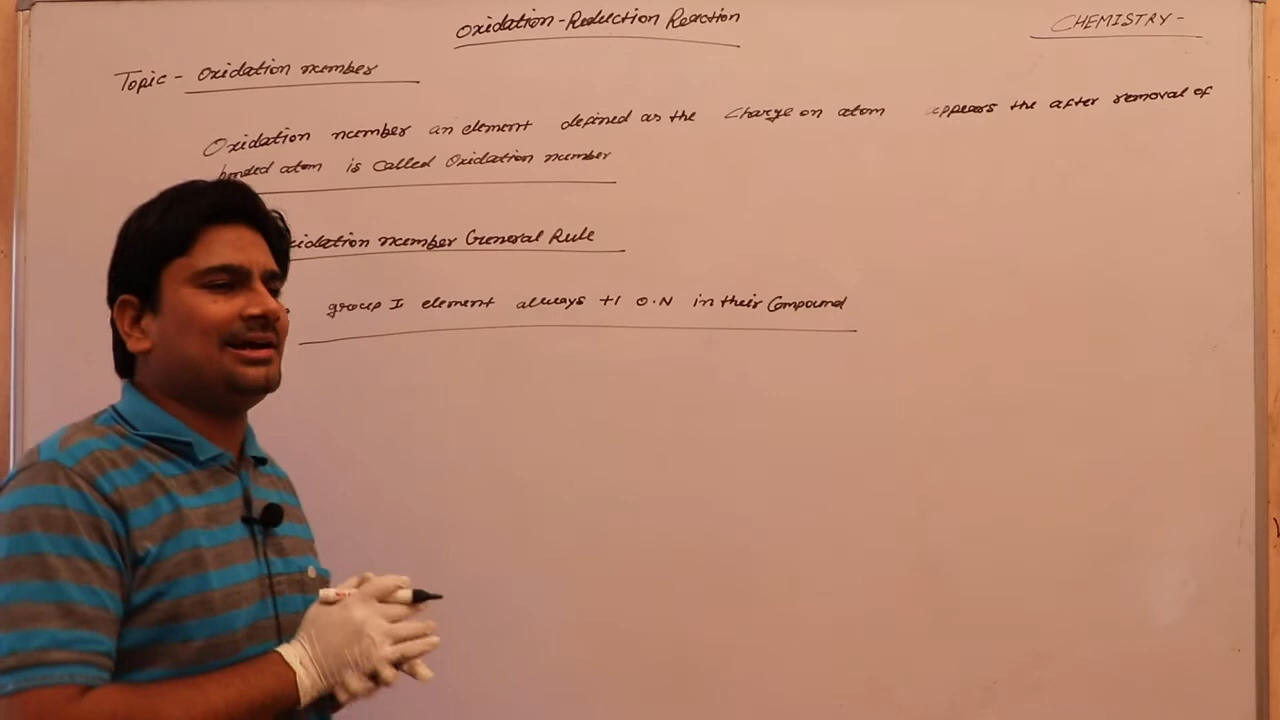 Oxidation-Reduction Reaction
CHEMISTRY-
Topic - Oxidation number
Oxidation number an element defined as the Charge on atom appears the after removal of
bonded atom is called Oxidation number
xidation number General Rule
group I element always +1 O.N in their Compound